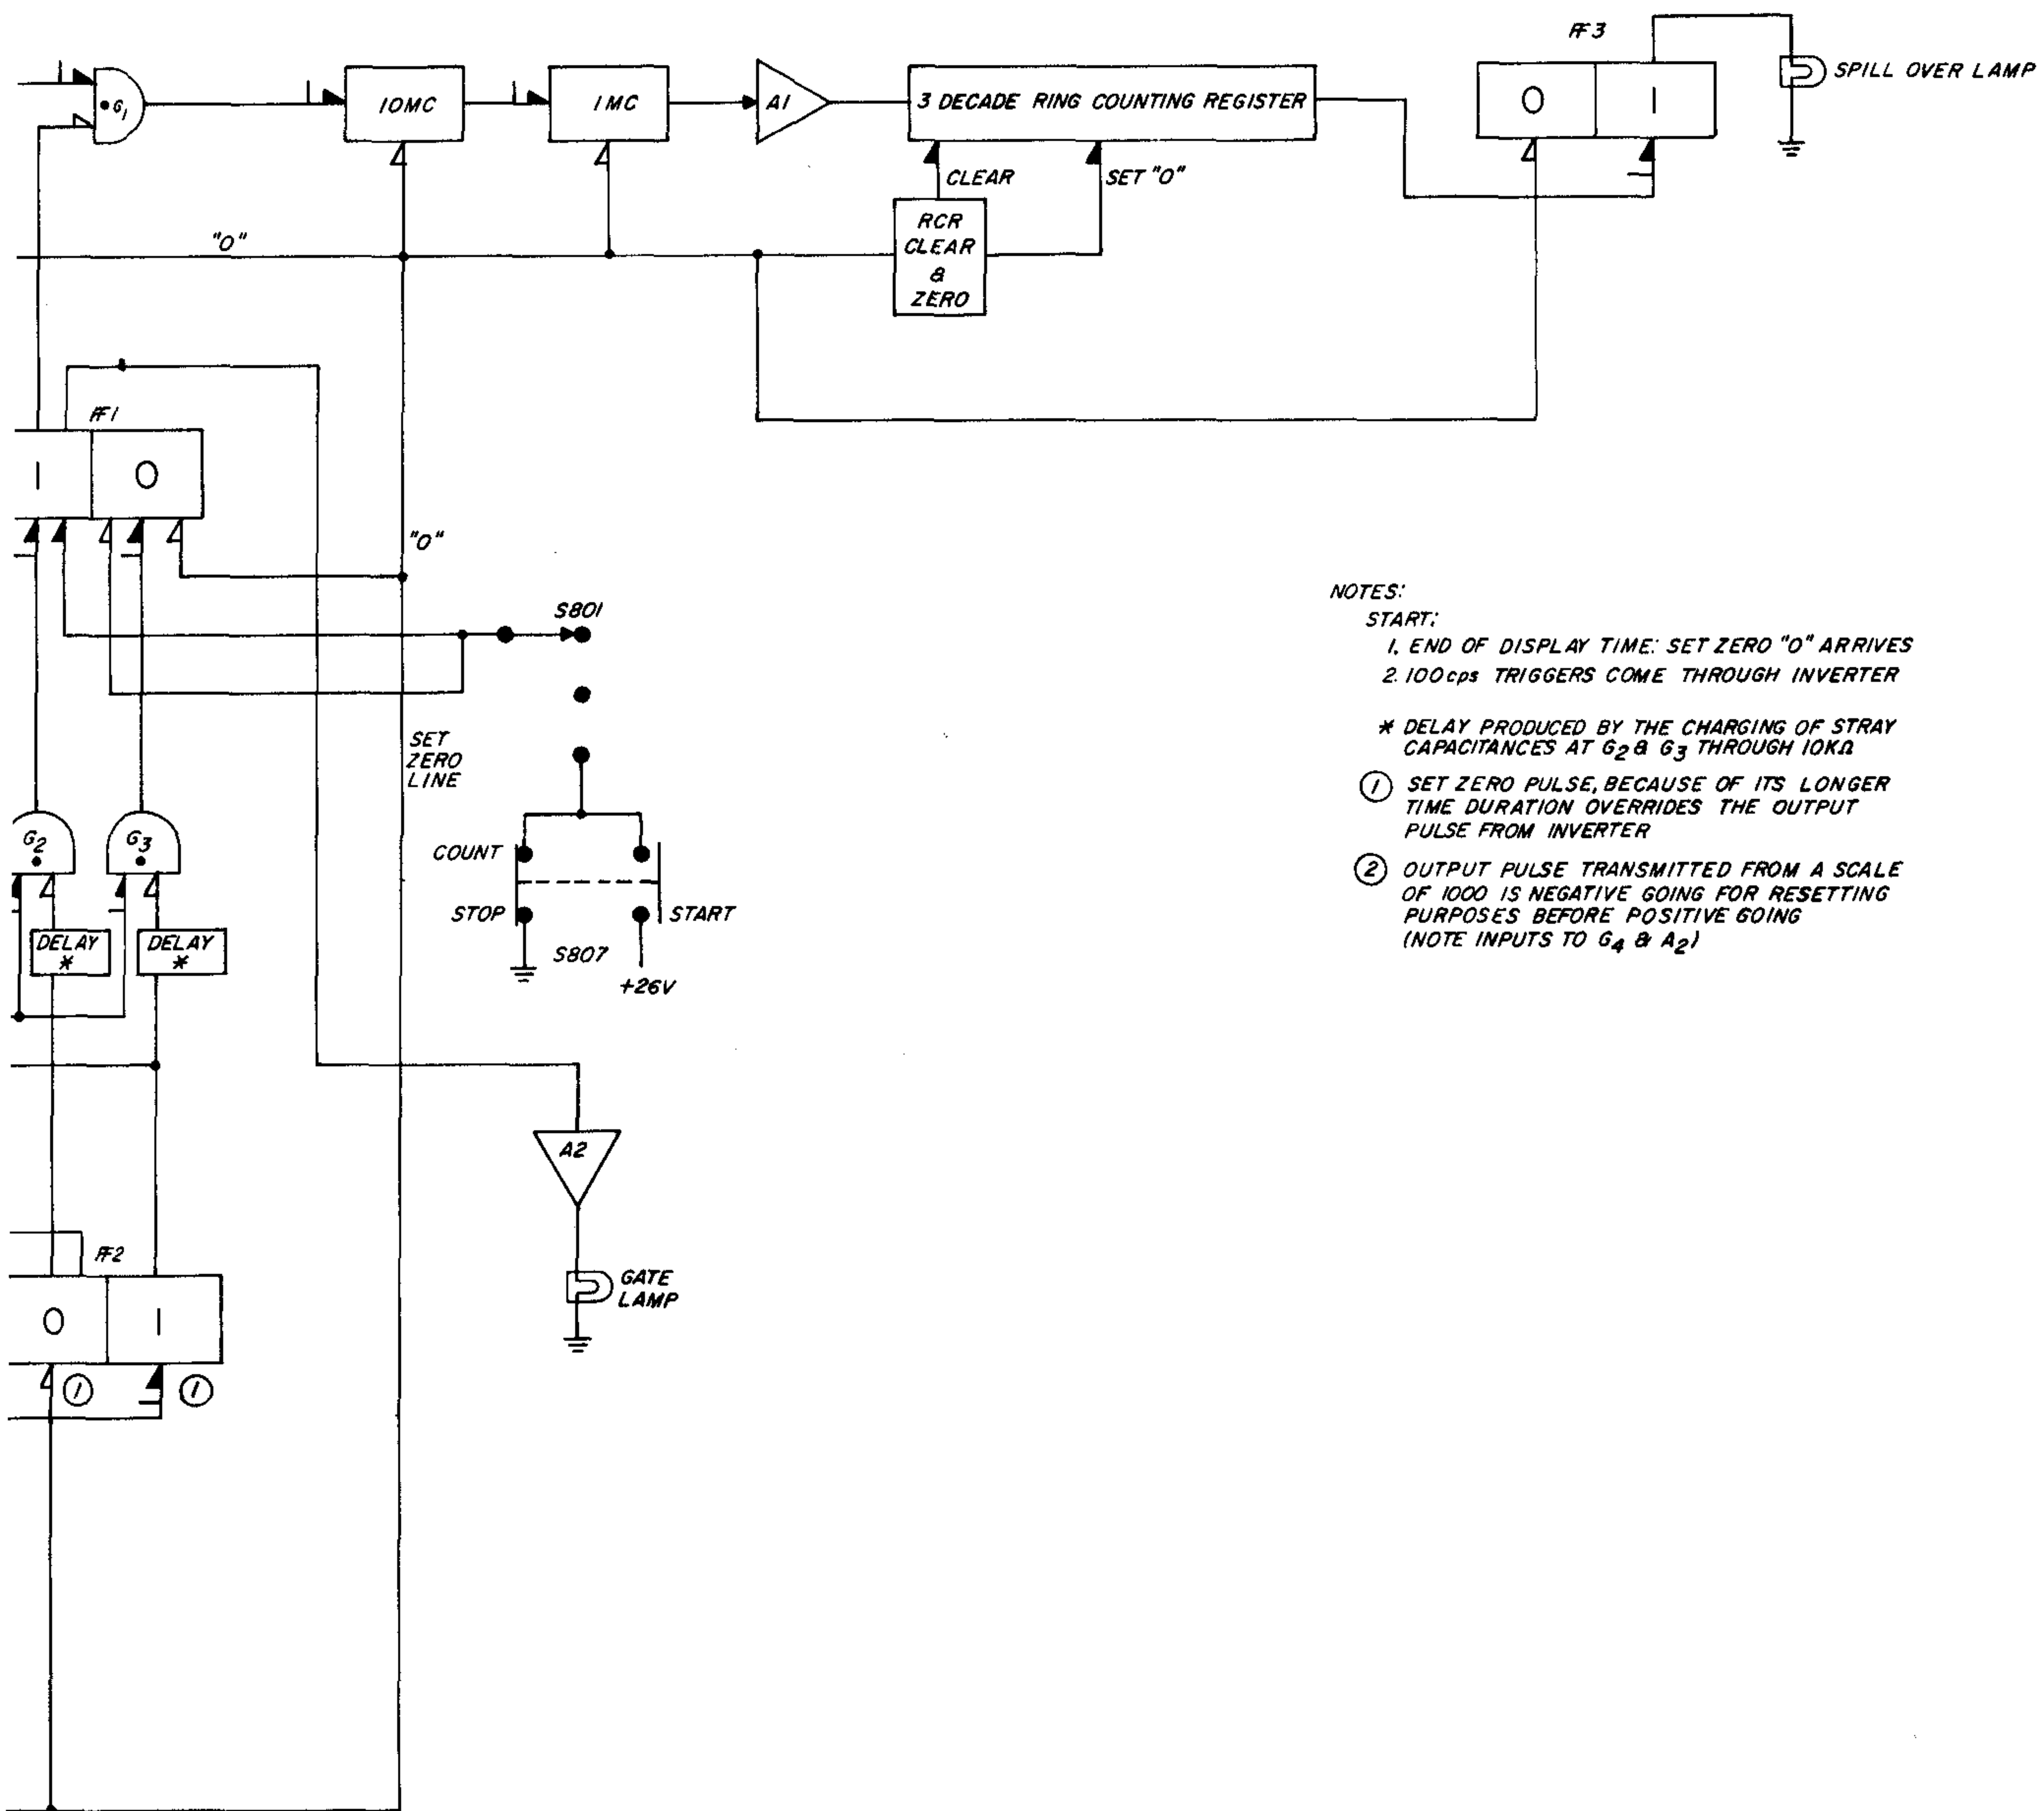 FF3
SPILL OVER LAMP
G1
10MC
1MC
A1
3 DECADE RING COUNTING REGISTER
0 1
CLEAR
SET "0"
RCR
CLEAR
&
ZERO
"0"
FF1
1 0
"0"
S801
SET
ZERO
LINE
G2
G3
COUNT
STOP
START
S807
+26V
DELAY
*
DELAY
*
A2
GATE
LAMP
FF2
0 1
1
1
NOTES:
START:
1. END OF DISPLAY TIME: SET ZERO "0" ARRIVES
2. 100cps TRIGGERS COME THROUGH INVERTER
* DELAY PRODUCED BY THE CHARGING OF STRAY
CAPACITANCES AT G2 & G3 THROUGH 10KΩ
1 SET ZERO PULSE, BECAUSE OF ITS LONGER
TIME DURATION OVERRIDES THE OUTPUT
PULSE FROM INVERTER
2 OUTPUT PULSE TRANSMITTED FROM A SCALE
OF 1000 IS NEGATIVE GOING FOR RESETTING
PURPOSES BEFORE POSITIVE GOING
(NOTE INPUTS TO G4 & A2)